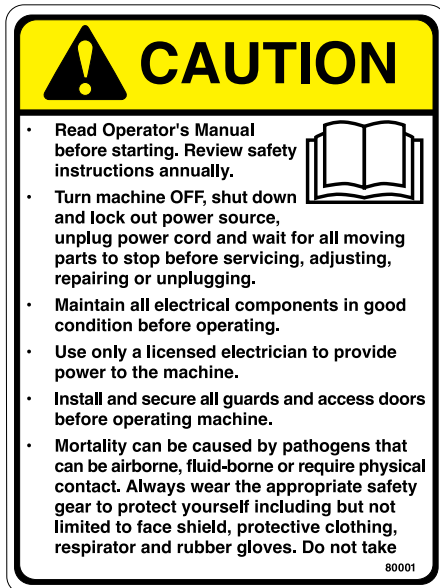 CAUTION
· Read Operator's Manual
before starting. Review safety
instructions annually.
· Turn machine OFF, shut down
and lock out power source,
unplug power cord and wait for all moving
parts to stop before servicing, adjusting,
repairing or unplugging.
· Maintain all electrical components in good
condition before operating.
· Use only a licensed electrician to provide
power to the machine.
· Install and secure all guards and access doors
before operating machine.
· Mortality can be caused by pathogens that
can be airborne, fluid-borne or require physical
contact. Always wear the appropriate safety
gear to protect yourself including but not
limited to face shield, protective clothing,
respirator and rubber gloves. Do not take
80001